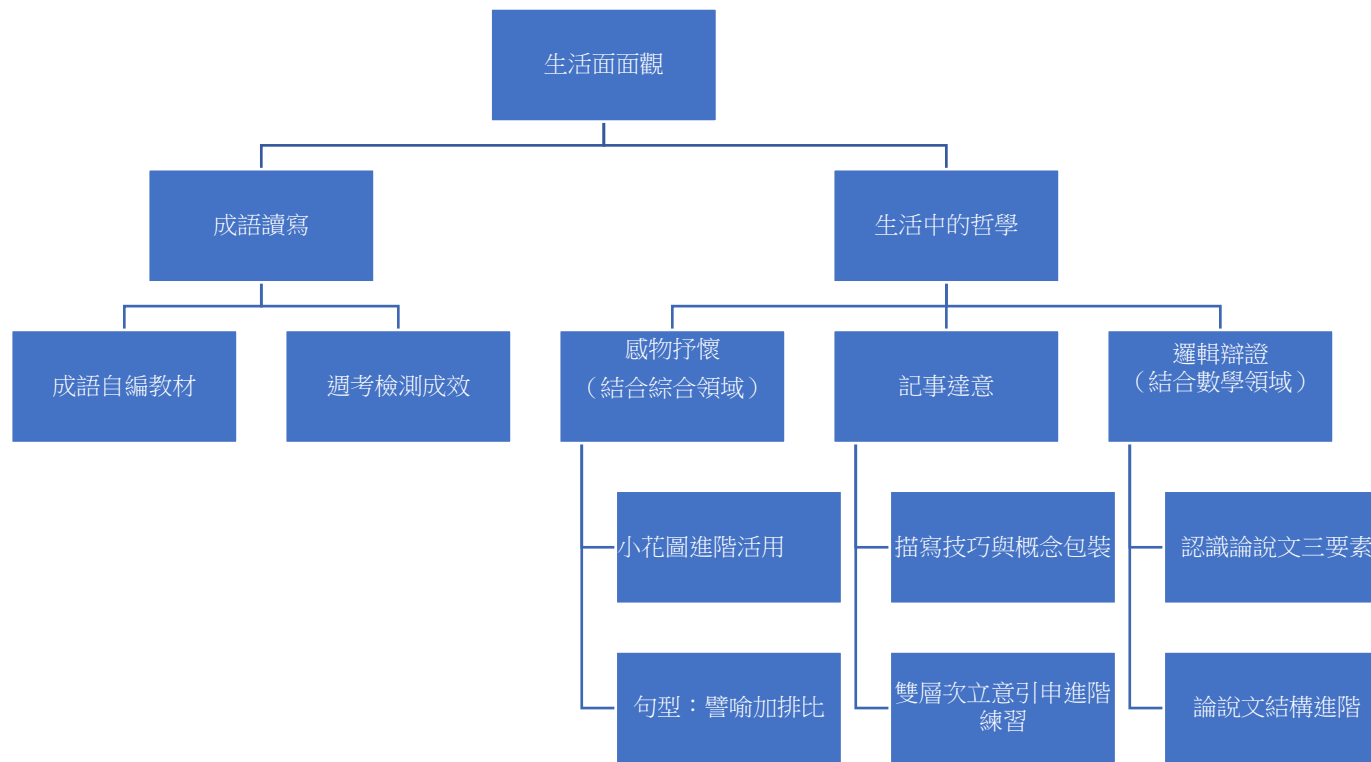 生活面面觀
成語讀寫
生活中的哲學
成語自編教材
週考檢測成效
感物抒懷
（結合綜合領域）
記事達意
邏輯辯證
（結合數學領域）
小花圖進階活用
描寫技巧與概念包裝
認識論說文三要素
句型：譬喻加排比
雙層次立意引申進階
練習
論說文結構進階